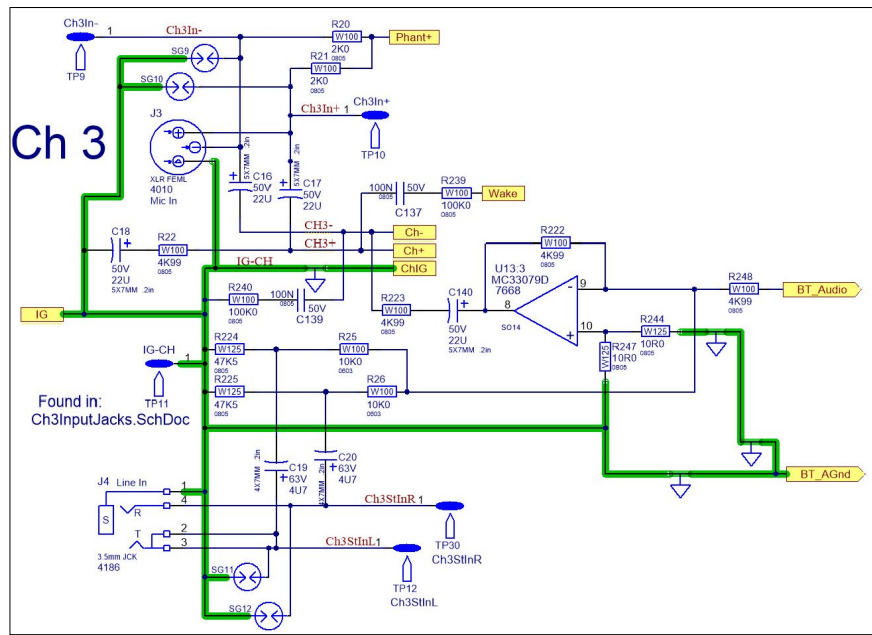 Ch3In-
1
Ch3In-
TP9
R20
W100
2K0
0805
Phant+
R21
W100
2K0
0805
SG9
SG10
Ch3In+
Ch3In+
1
TP10
Ch 3
J3
XLR FEML
4010
Mic In
5X7MM .2in
C16
50V
22U
5X7MM .2in
C17
50V
22U
100N
50V
0805
C137
R239
W100
100K0
0805
Wake
C18
50V
22U
5X7MM .2in
R22
W100
4K99
0805
CH3-
CH3+
IG-CH
Ch-
Ch+
ChIG
R222
W100
4K99
0805
U13:3
MC33079D
7668
8
9
10
SO14
R248
W100
4K99
0805
BT_Audio
R240
W100
100K0
0805
100N
50V
0805
C139
R223
W100
4K99
0805
C140
50V
22U
5X7MM .2in
R244
W125
10R0
0805
R247
W125
10R0
0805
IG
IG-CH
1
TP11
R224
W125
47K5
0805
R25
W100
10K0
0603
R225
W125
47K5
0805
R26
W100
10K0
0603
Found in:
Ch3InputJacks.SchDoc
4X7MM .2in
C19
63V
4U7
4X7MM .2in
C20
63V
4U7
BT_AGnd
J4
Line In
S
R
T
1
4
2
3
3.5mm JCK
4186
Ch3StInR
1
TP30
Ch3StInR
Ch3StInL
1
TP12
Ch3StInL
SG11
SG12